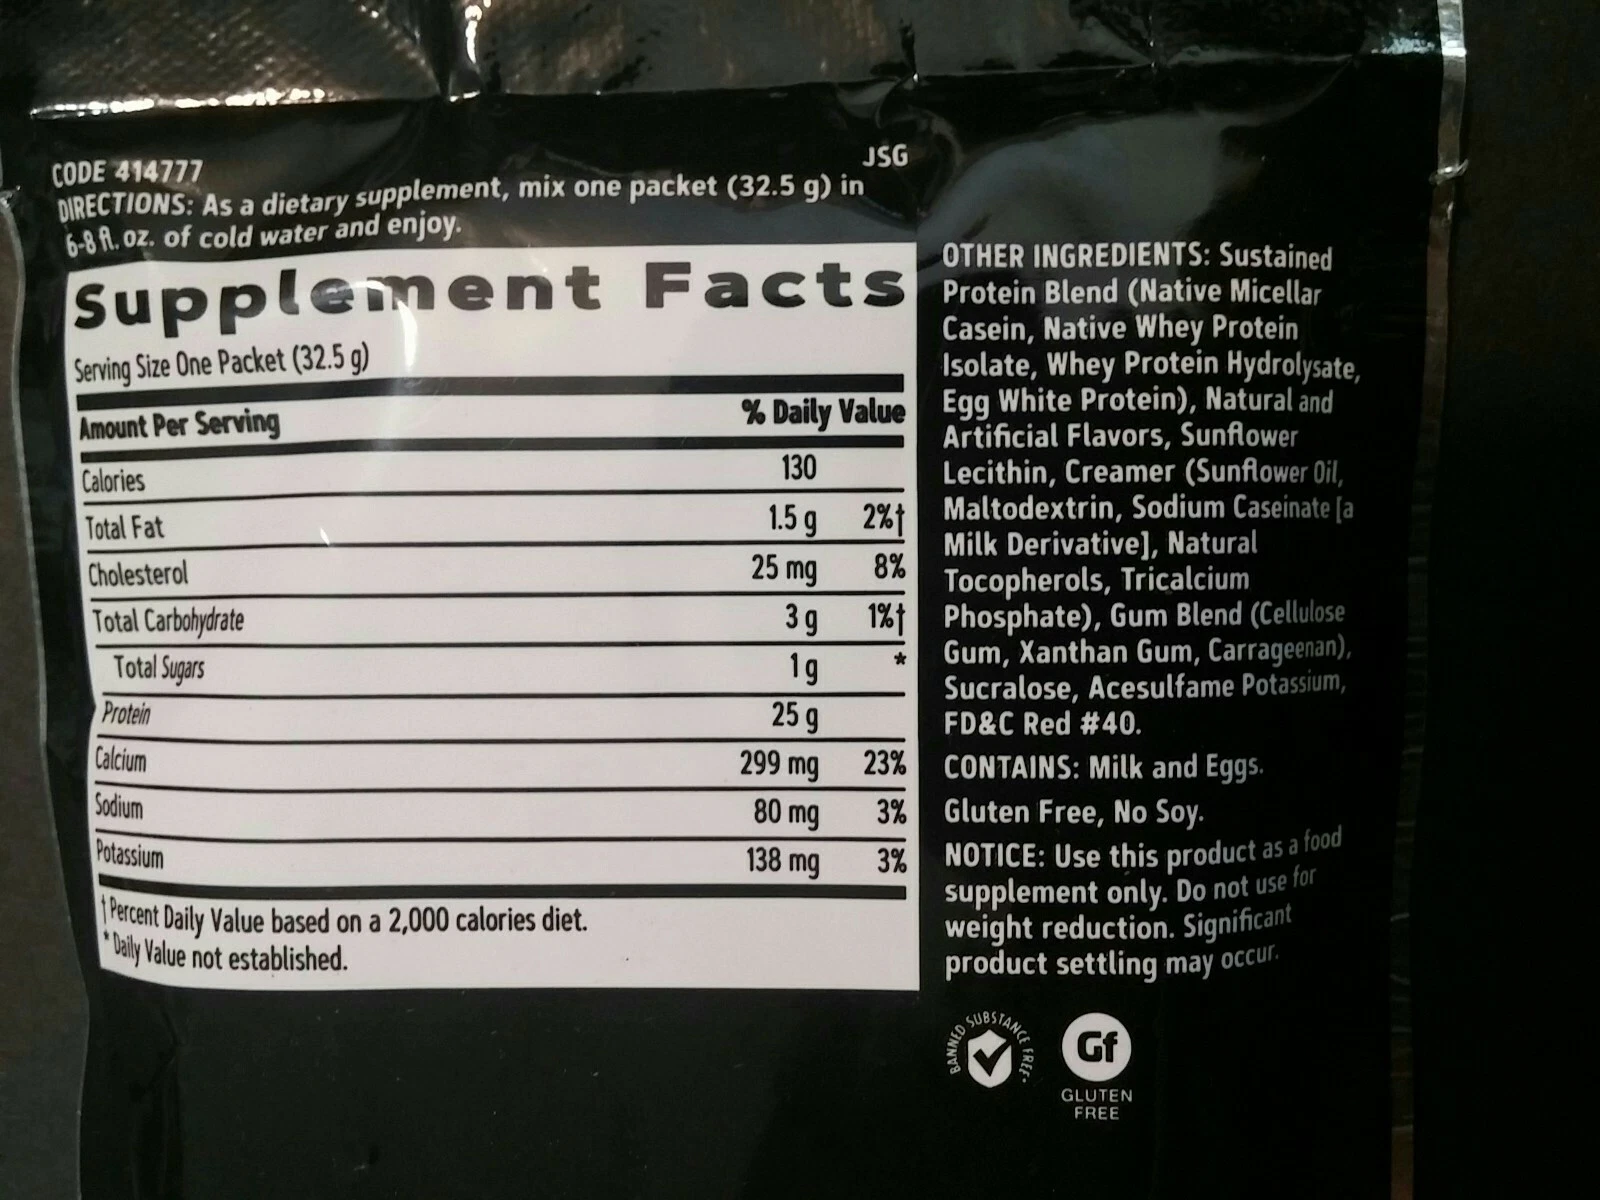 CODE 414777
JSG
DIRECTIONS: As a dietary supplement, mix one packet (32.5 g) in
6-8 fl. oz. of cold water and enjoy.
Supplement Facts
Serving Size One Packet (32.5 g)
Amount Per Serving % Daily Value
Calories 130
Total Fat 1.5 g 2%†
Cholesterol 25 mg 8%
Total Carbohydrate 3 g 1%†
Total Sugars 1 g *
Protein 25 g
Calcium 299 mg 23%
Sodium 80 mg 3%
Potassium 138 mg 3%
† Percent Daily Value based on a 2,000 calories diet.
* Daily Value not established.
OTHER INGREDIENTS: Sustained
Protein Blend (Native Micellar
Casein, Native Whey Protein
Isolate, Whey Protein Hydrolysate,
Egg White Protein), Natural and
Artificial Flavors, Sunflower
Lecithin, Creamer (Sunflower Oil,
Maltodextrin, Sodium Caseinate [a
Milk Derivative], Natural
Tocopherols, Tricalcium
Phosphate), Gum Blend (Cellulose
Gum, Xanthan Gum, Carrageenan),
Sucralose, Acesulfame Potassium,
FD&C Red #40.
CONTAINS: Milk and Eggs.
Gluten Free, No Soy.
NOTICE: Use this product as a food
supplement only. Do not use for
weight reduction. Significant
product settling may occur.
BANNED SUBSTANCE FREE
Gf
GLUTEN
FREE